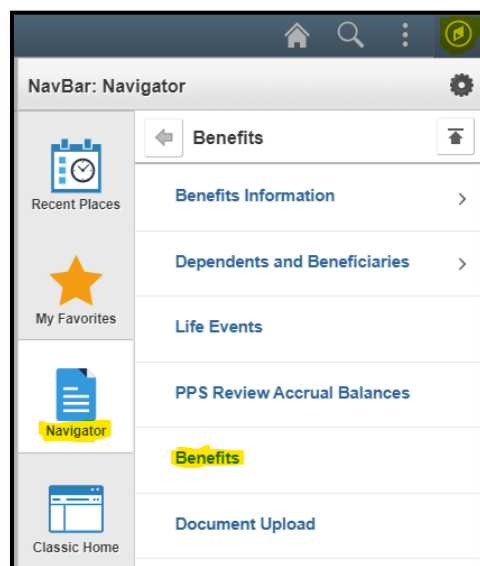 NavBar: Navigator
Recent Places
My Favorites
Navigator
Classic Home
Benefits
Benefits Information
Dependents and Beneficiaries
Life Events
PPS Review Accrual Balances
Benefits
Document Upload